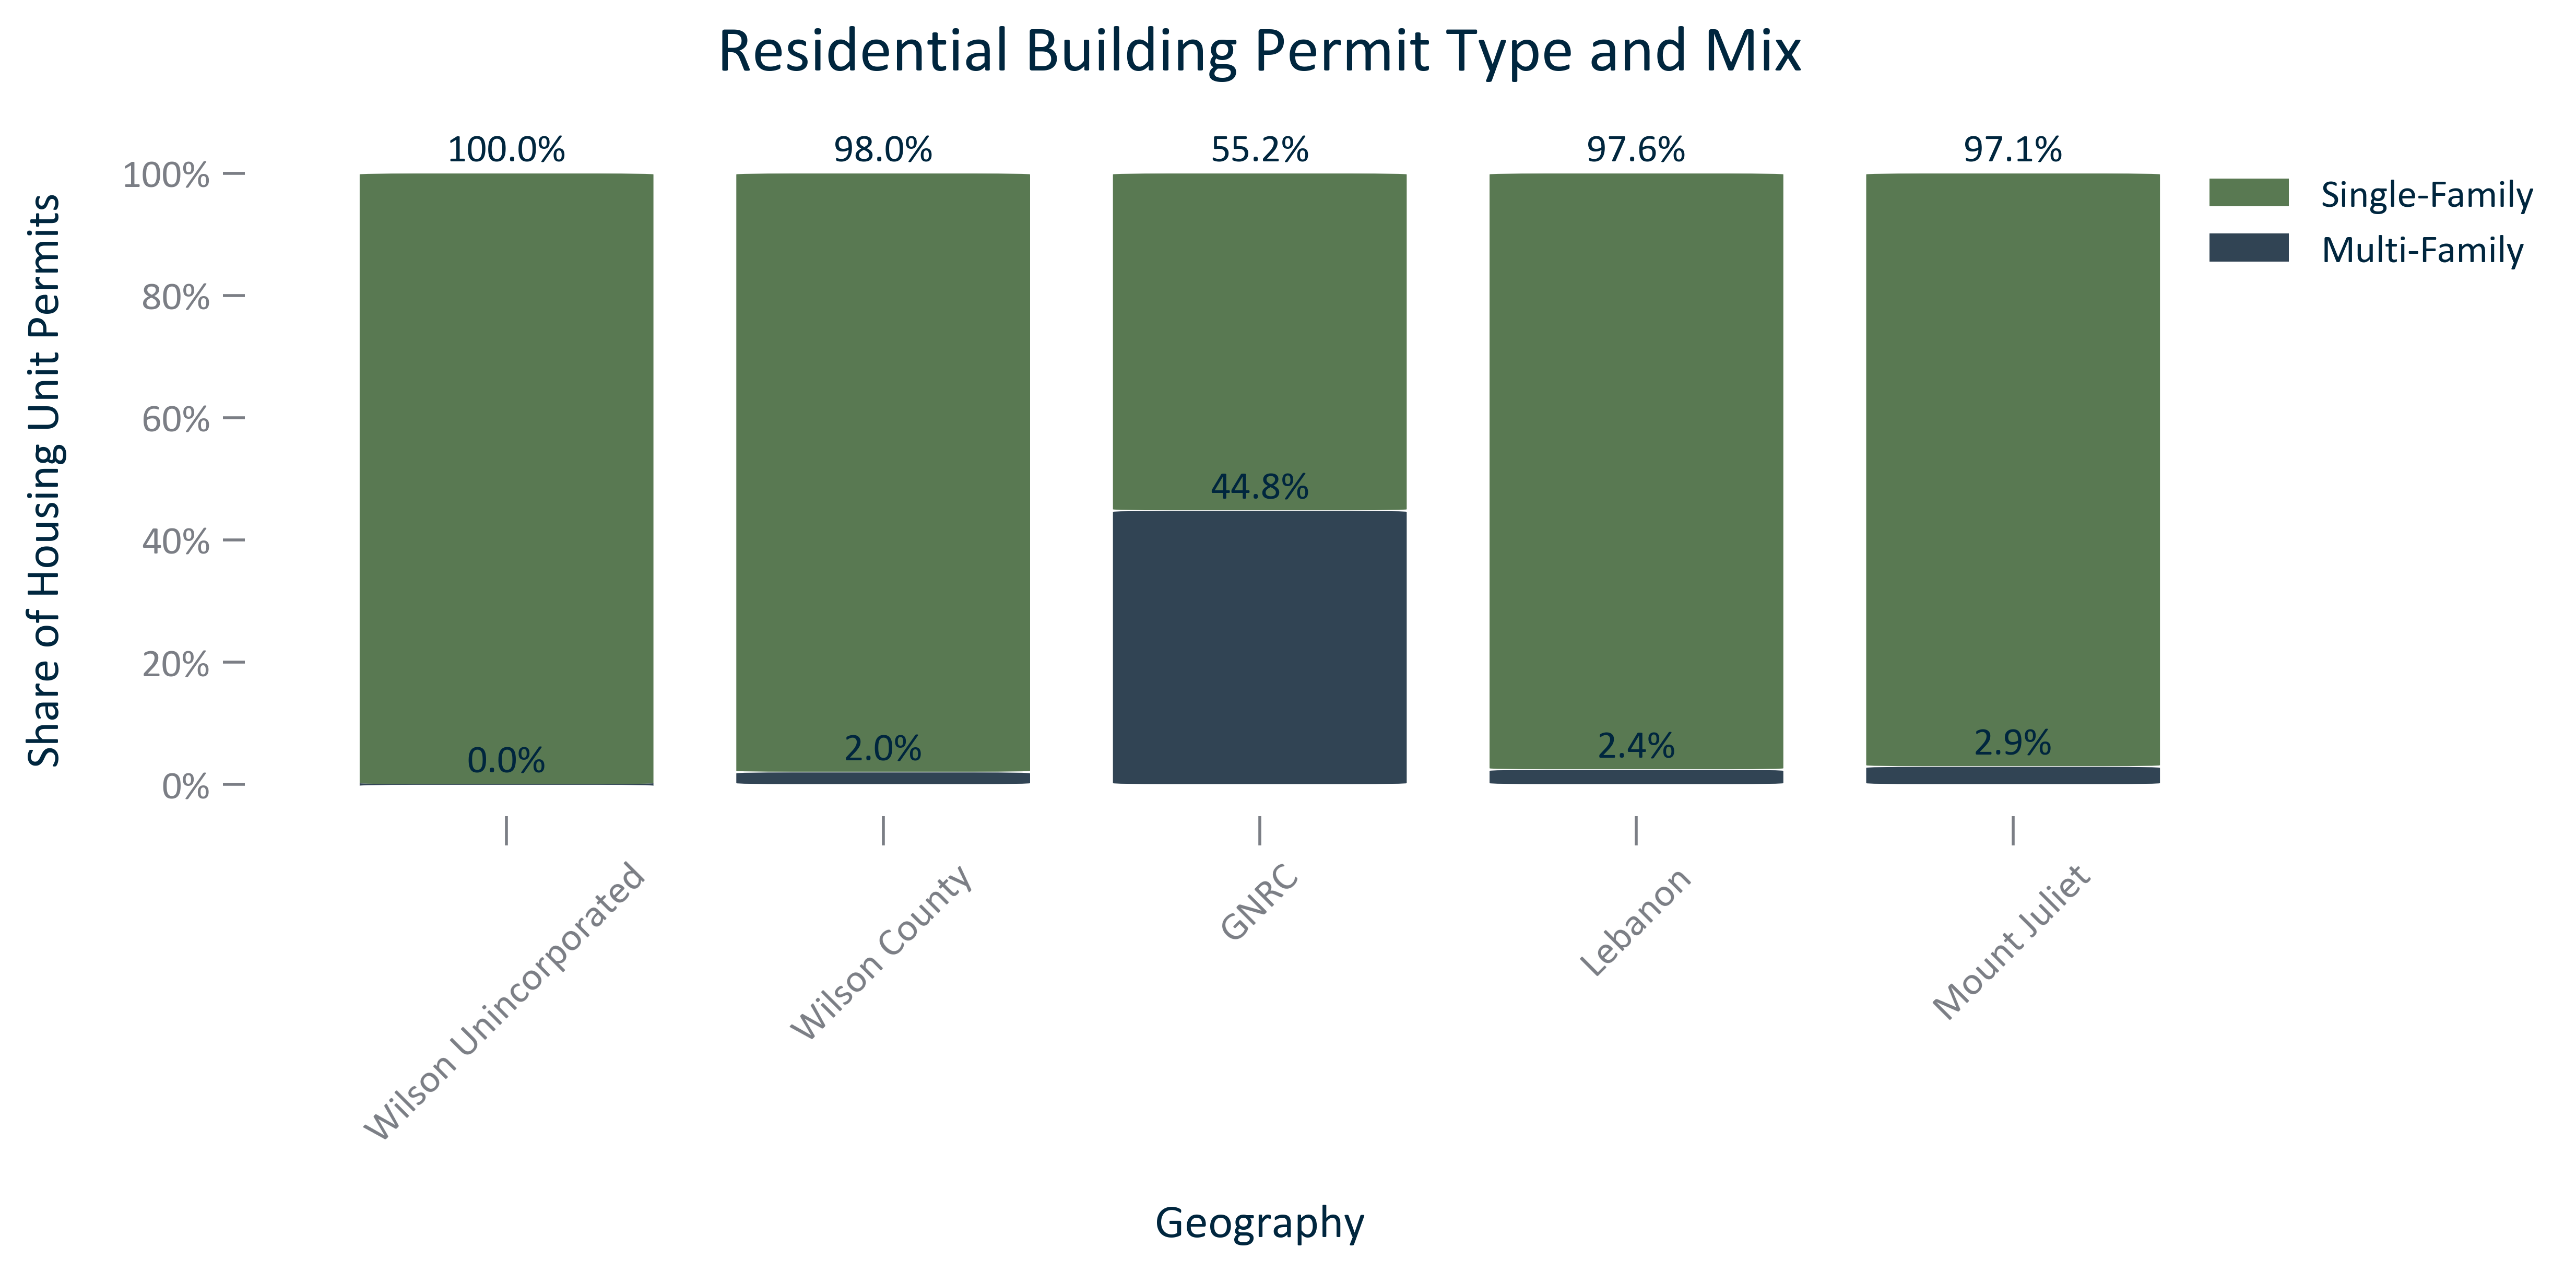 Residential Building Permit Type and Mix
100.0%
98.0%
55.2%
97.6%
97.1%
Single-Family
Multi-Family
Share of Housing Unit Permits
100%
80%
60%
40%
20%
0%
0.0%
2.0%
44.8%
2.4%
2.9%
Wilson Unincorporated
Wilson County
GNRC
Lebanon
Mount Juliet
Geography